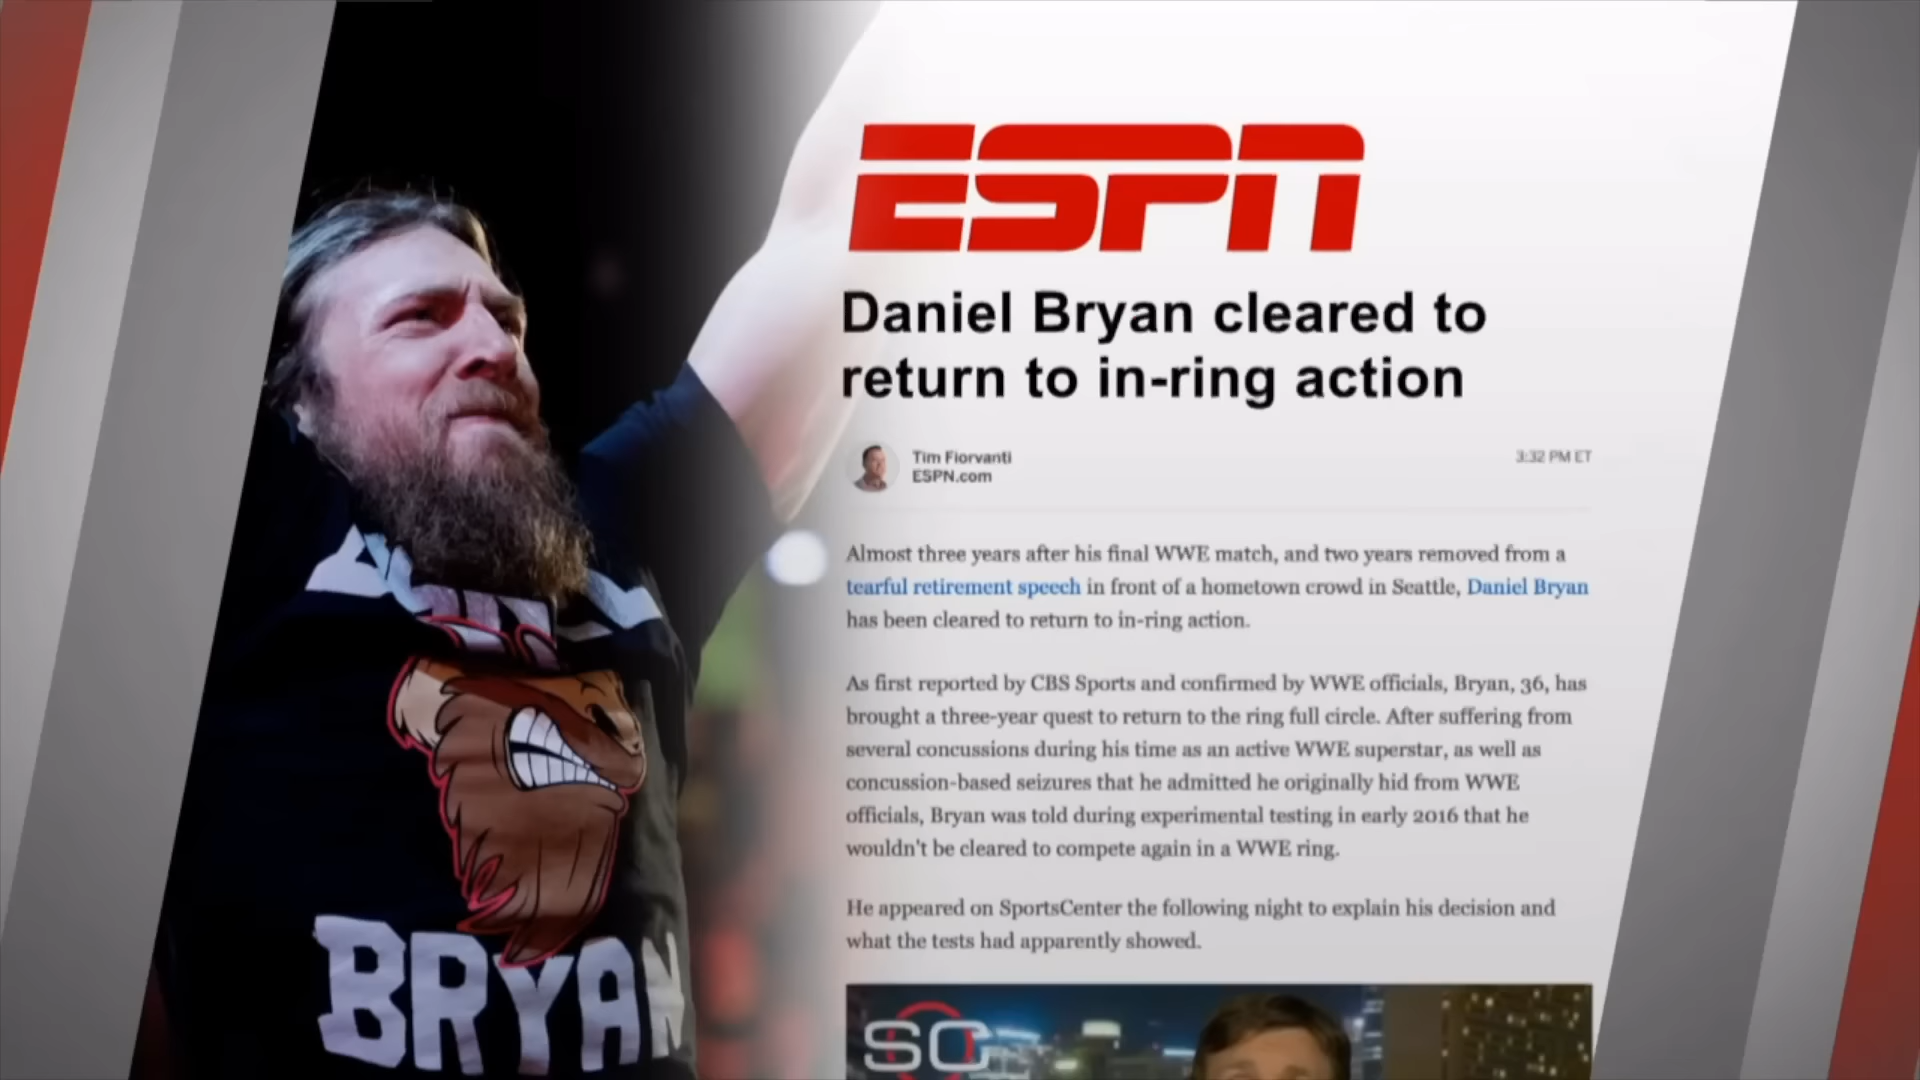 ESPN
Daniel Bryan cleared to
return to in-ring action
Tim Fiorvanti
ESPN.com
3:32 PM ET
Almost three years after his final WWE match, and two years removed from a
tearful retirement speech in front of a hometown crowd in Seattle, Daniel Bryan
has been cleared to return to in-ring action.
As first reported by CBS Sports and confirmed by WWE officials, Bryan, 36, has
brought a three-year quest to return to the ring full circle. After suffering from
several concussions during his time as an active WWE superstar, as well as
concussion-based seizures that he admitted he originally hid from WWE
officials, Bryan was told during experimental testing in early 2016 that he
wouldn't be cleared to compete again in a WWE ring.
He appeared on SportsCenter the following night to explain his decision and
what the tests had apparently showed.
SC
BRYAN